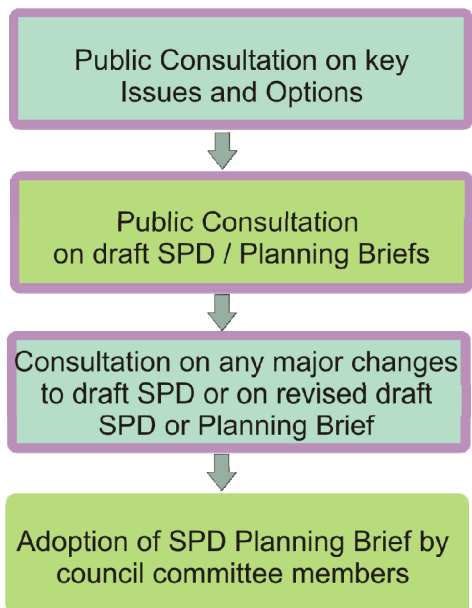 Public Consultation on key
Issues and Options
Public Consultation
on draft SPD / Planning Briefs
Consultation on any major changes
to draft SPD or on revised draft
SPD or Planning Brief
Adoption of SPD Planning Brief by
council committee members